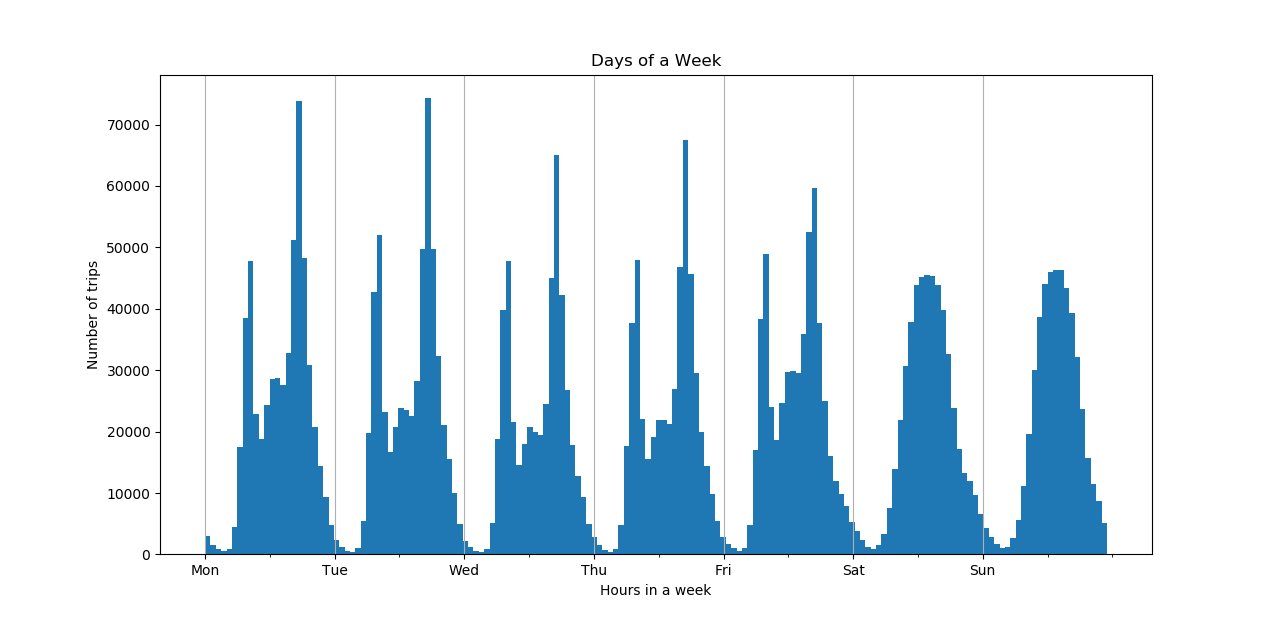 Days of a Week
Number of trips
70000
60000
50000
40000
30000
20000
10000
0
Mon Tue Wed Thu Fri Sat Sun
Hours in a week